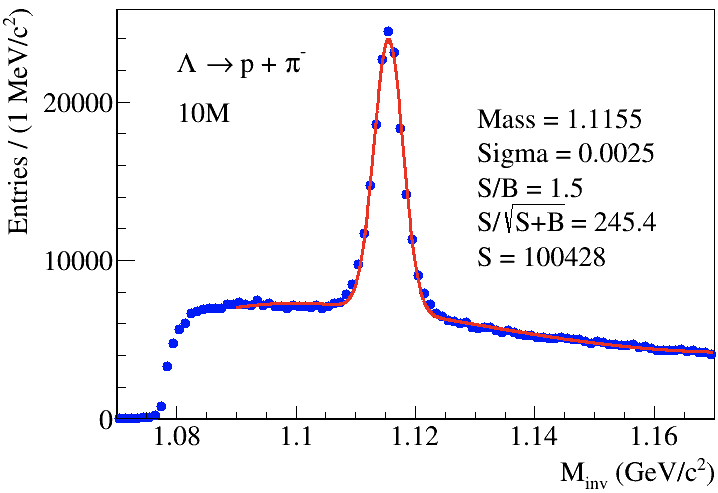 Entries / (1 MeV/c²)
Λ → p + π⁻
10M
Mass = 1.1155
Sigma = 0.0025
S/B = 1.5
S/√S+B = 245.4
S = 100428
20000
10000
0
1.08 1.1 1.12 1.14 1.16
M_inv (GeV/c²)